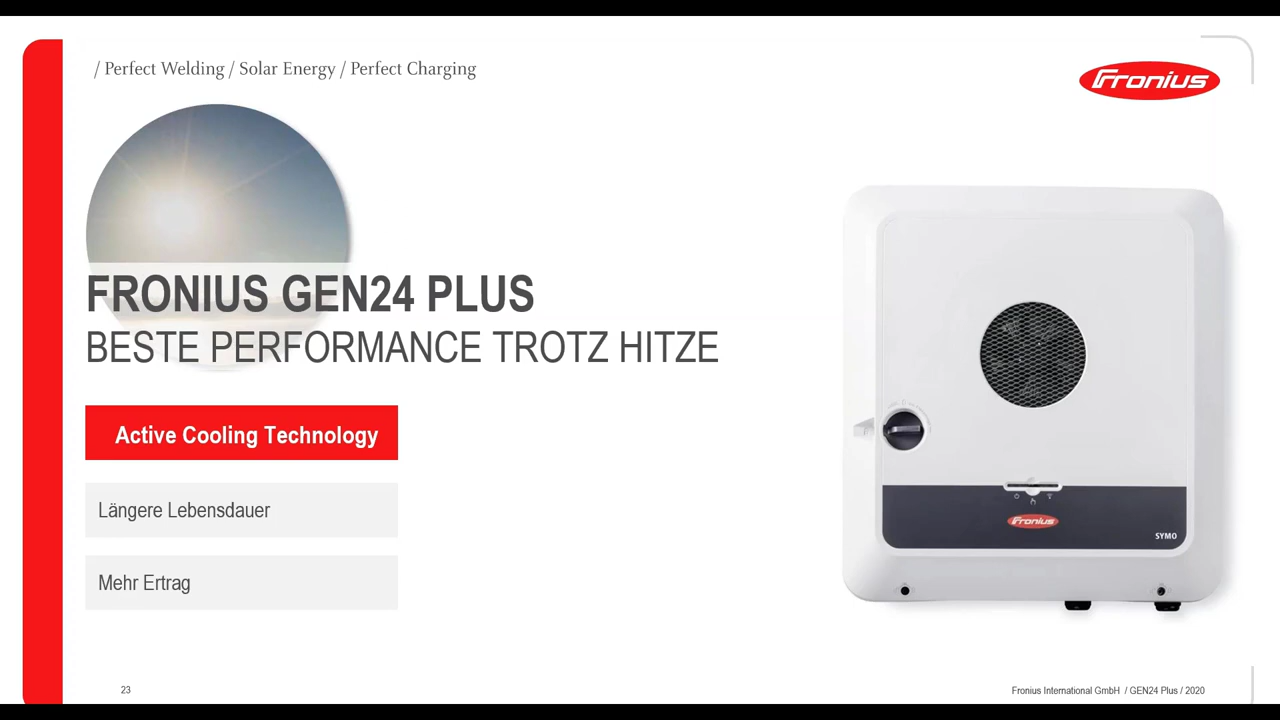 / Perfect Welding / Solar Energy / Perfect Charging
Fronius
FRONIUS GEN24 PLUS
BESTE PERFORMANCE TROTZ HITZE
Active Cooling Technology
Längere Lebensdauer
Mehr Ertrag
Fronius
SYMO
23
Fronius International GmbH / GEN24 Plus / 2020